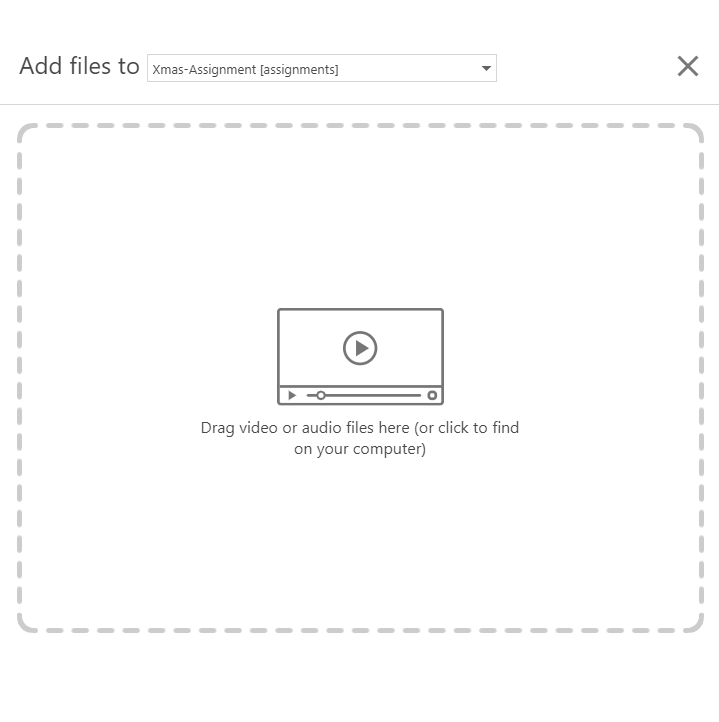 Add files to Xmas-Assignment [assignments]
Drag video or audio files here (or click to find
on your computer)